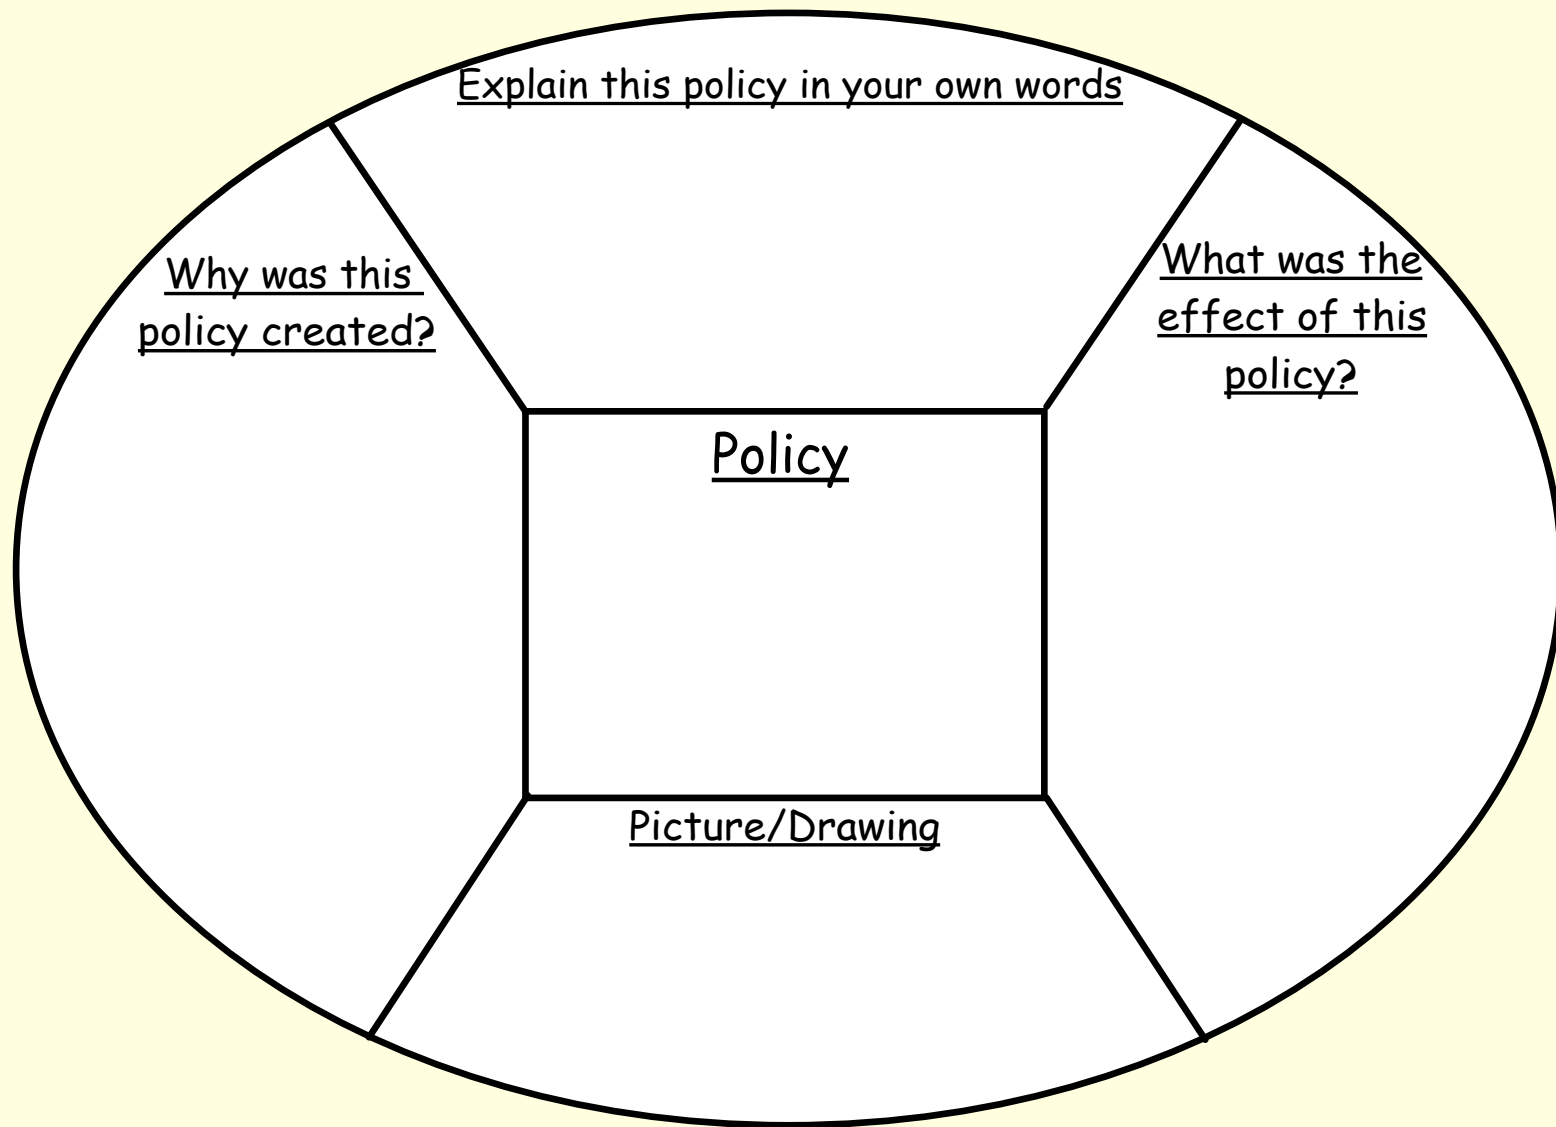 Explain this policy in your own words
Why was this
policy created?
What was the
effect of this
policy?
Policy
Picture/Drawing